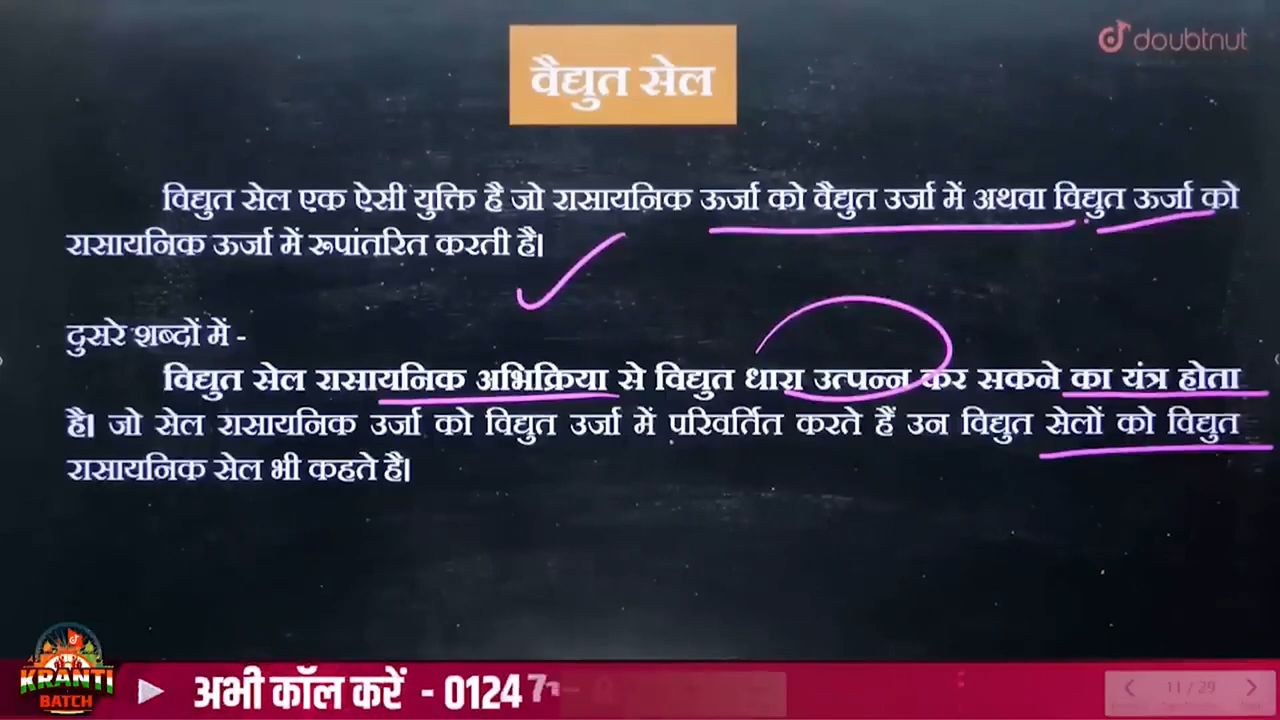 doubtnut
वैद्युत सेल
विद्युत सेल एक ऐसी युक्ति है जो रासायनिक ऊर्जा को वैद्युत उर्जा में अथवा विद्युत ऊर्जा को
रासायनिक ऊर्जा में रूपांतरित करती है।
दुसरे शब्दों में -
विद्युत सेल रासायनिक अभिक्रिया से विद्युत धारा उत्पन्न कर सकने का यंत्र होता
है। जो सेल रासायनिक उर्जा को विद्युत उर्जा में परिवर्तित करते हैं उन विद्युत सेलों को विद्युत
रासायनिक सेल भी कहते है।
KRANTI
BATCH
अभी कॉल करें - 0124
11 / 29